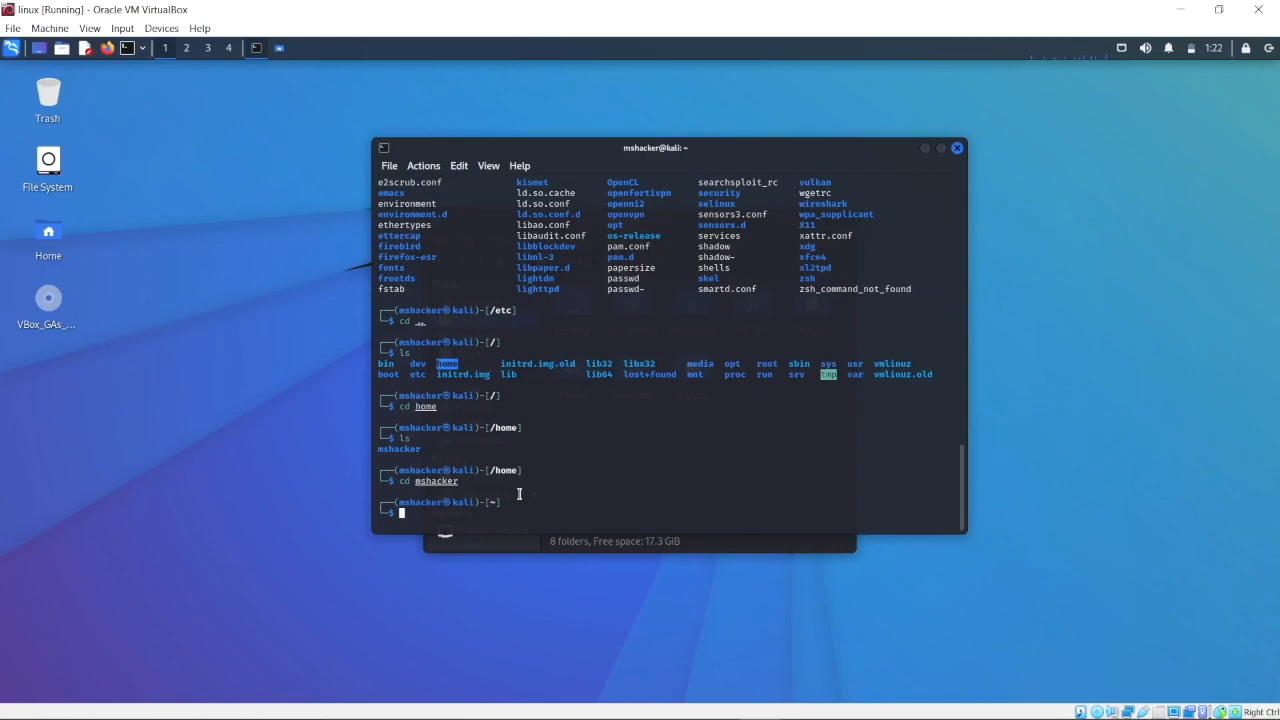 linux [Running] - Oracle VM VirtualBox
File Machine View Input Devices Help
1 2 3 4 1:22
Trash
File System
Home
VBox_GAs_...
mshacker@kali: ~
File Actions Edit View Help
e2scrub.conf kismet OpenCL searchsploit_rc vulkan
emacs ld.so.cache openfortivpn security wgetrc
environment ld.so.conf openni2 selinux wireshark
environment.d ld.so.conf.d openvpn sensors3.conf wpa_supplicant
ethertypes libao.conf opt sensors.d X11
ettercap libaudit.conf os-release services xattr.conf
firebird libblockdev pam.conf shadow xdg
firefox-esr libnl-3 pam.d shadow- xfce4
fonts libpaper.d papersize shells xl2tpd
freetds lightdm passwd skel zsh
fstab lighttpd passwd- smartd.conf zsh_command_not_found
┌──(mshacker㉿kali)-[/etc]
└─$ cd ..
┌──(mshacker㉿kali)-[/]
└─$ ls
bin dev home initrd.img.old lib32 libx32 media opt root sbin sys usr vmlinuz
boot etc initrd.img lib lib64 lost+found mnt proc run srv tmp var vmlinuz.old
┌──(mshacker㉿kali)-[/]
└─$ cd home
┌──(mshacker㉿kali)-[/home]
└─$ ls
mshacker
┌──(mshacker㉿kali)-[/home]
└─$ cd mshacker
┌──(mshacker㉿kali)-[~]
└─$
8 folders, Free space: 17.3 GiB
Right Ctrl